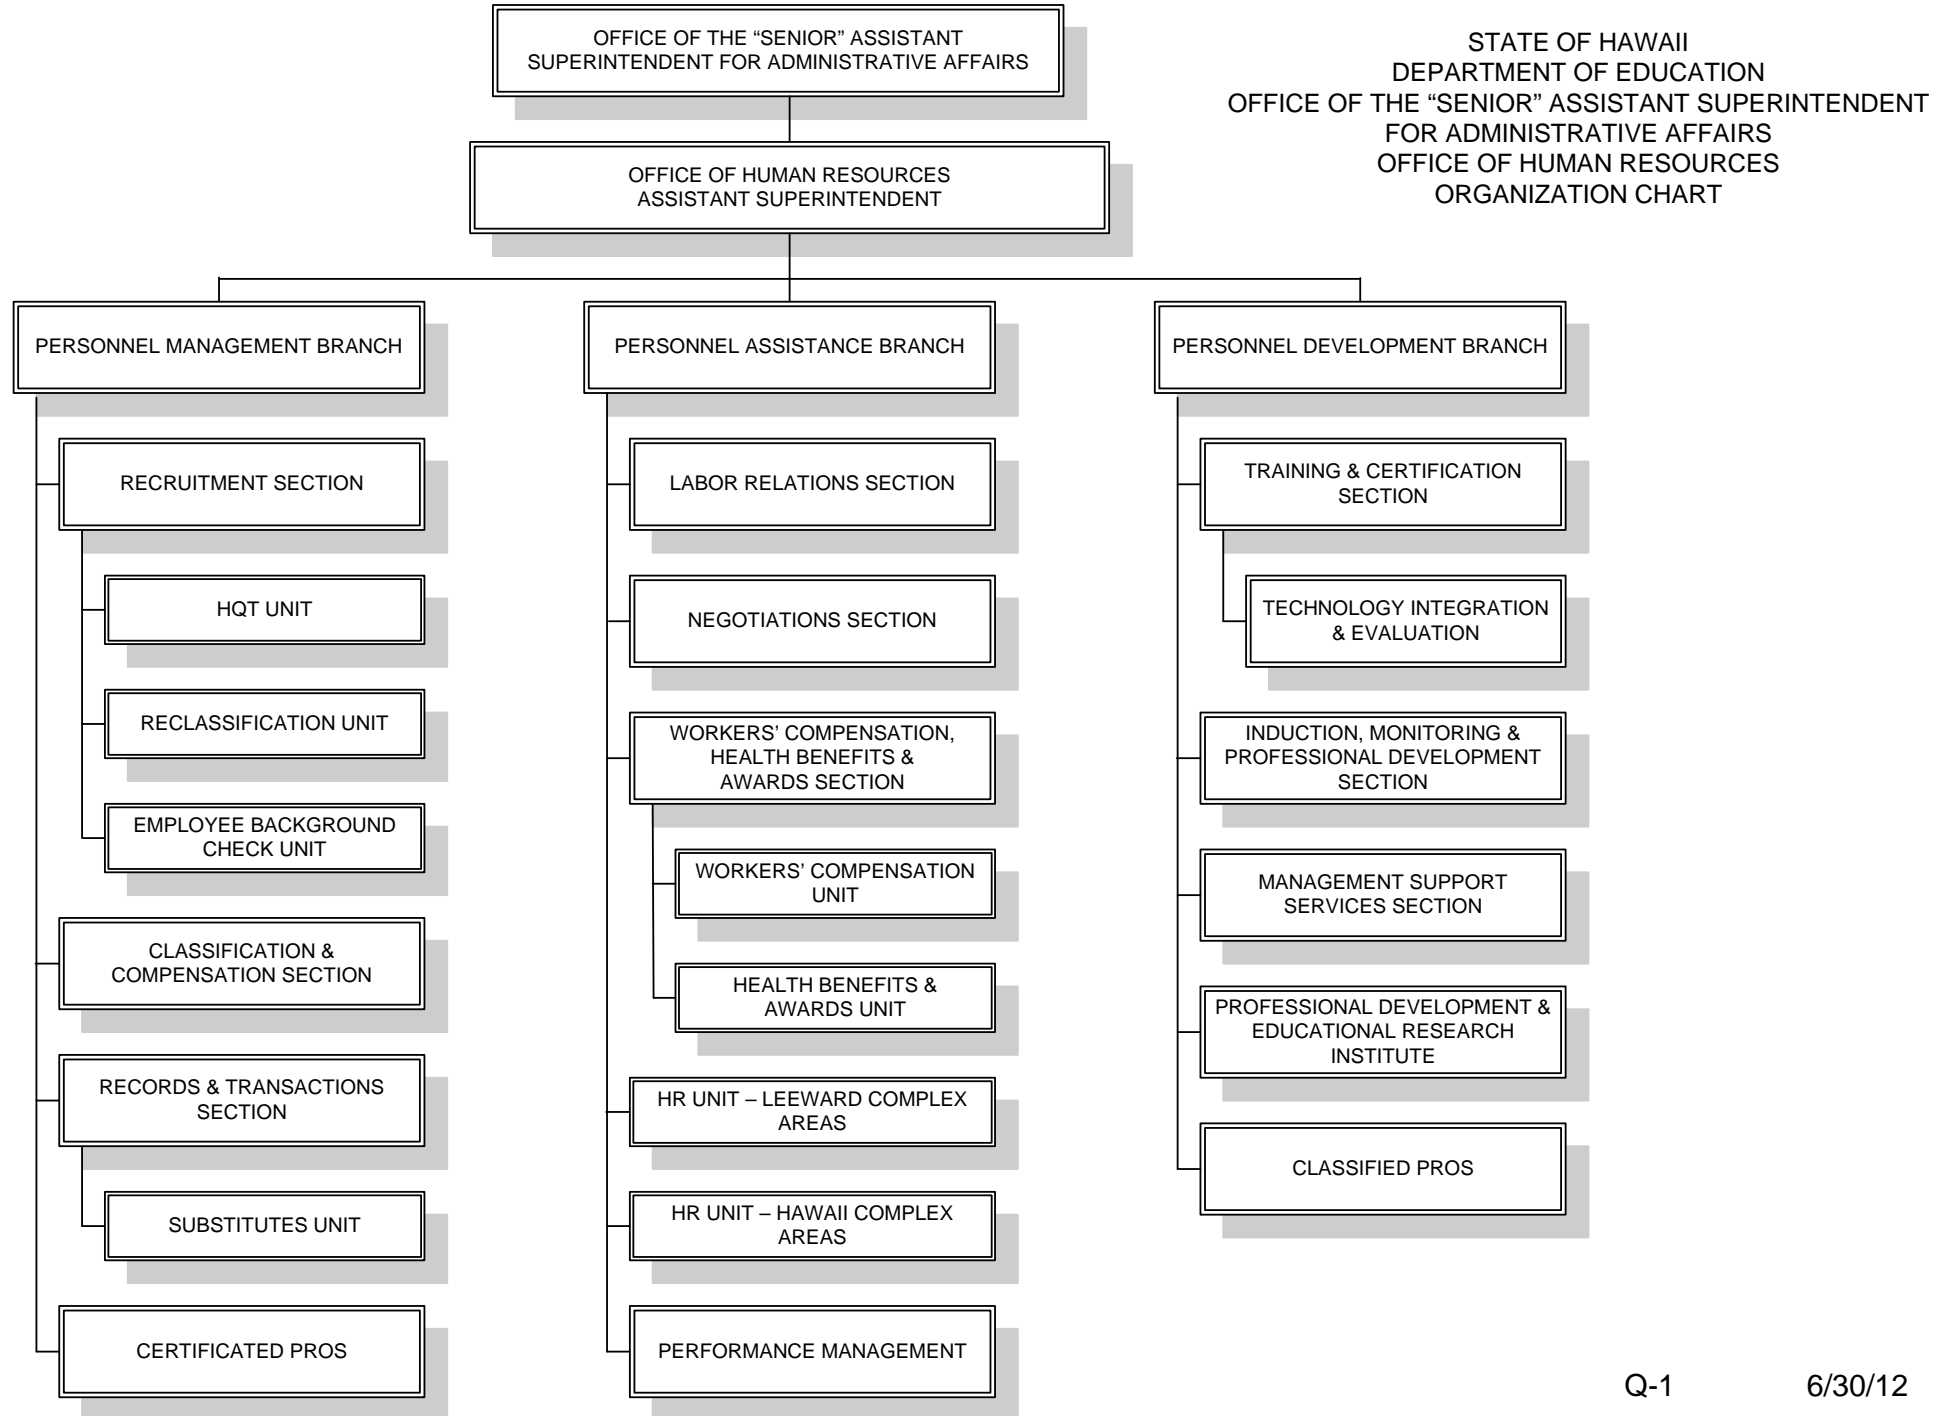 OFFICE OF THE “SENIOR” ASSISTANT
SUPERINTENDENT FOR ADMINISTRATIVE AFFAIRS
STATE OF HAWAII
DEPARTMENT OF EDUCATION
OFFICE OF THE “SENIOR” ASSISTANT SUPERINTENDENT
FOR ADMINISTRATIVE AFFAIRS
OFFICE OF HUMAN RESOURCES
ORGANIZATION CHART
OFFICE OF HUMAN RESOURCES
ASSISTANT SUPERINTENDENT
PERSONNEL MANAGEMENT BRANCH
RECRUITMENT SECTION
HQT UNIT
RECLASSIFICATION UNIT
EMPLOYEE BACKGROUND
CHECK UNIT
CLASSIFICATION &
COMPENSATION SECTION
RECORDS & TRANSACTIONS
SECTION
SUBSTITUTES UNIT
CERTIFICATED PROS
PERSONNEL ASSISTANCE BRANCH
LABOR RELATIONS SECTION
NEGOTIATIONS SECTION
WORKERS’ COMPENSATION,
HEALTH BENEFITS &
AWARDS SECTION
WORKERS’ COMPENSATION
UNIT
HEALTH BENEFITS &
AWARDS UNIT
HR UNIT – LEEWARD COMPLEX
AREAS
HR UNIT – HAWAII COMPLEX
AREAS
PERFORMANCE MANAGEMENT
PERSONNEL DEVELOPMENT BRANCH
TRAINING & CERTIFICATION
SECTION
TECHNOLOGY INTEGRATION
& EVALUATION
INDUCTION, MONITORING &
PROFESSIONAL DEVELOPMENT
SECTION
MANAGEMENT SUPPORT
SERVICES SECTION
PROFESSIONAL DEVELOPMENT &
EDUCATIONAL RESEARCH
INSTITUTE
CLASSIFIED PROS
Q-1 6/30/12